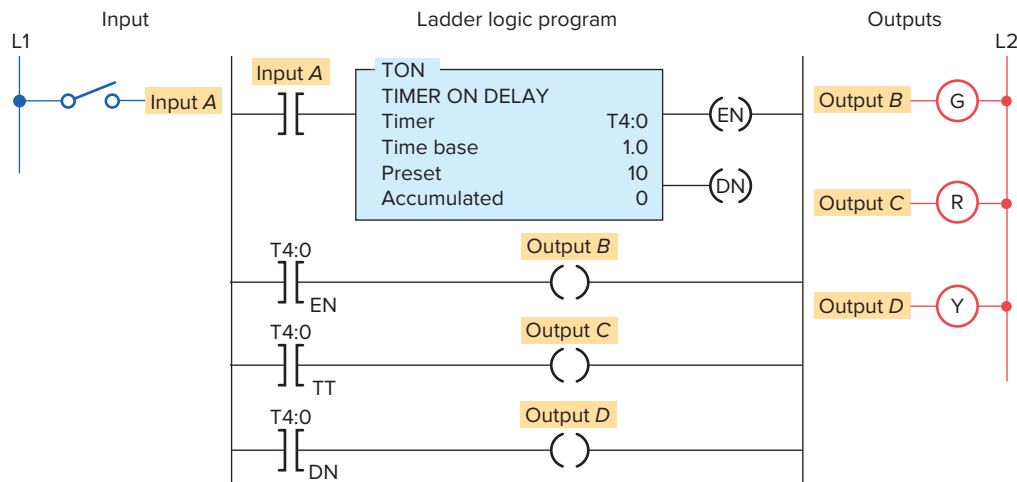 Input
Ladder logic program
Outputs
L1
L2
Input A
Input A
TON
TIMER ON DELAY
Timer T4:0
Time base 1.0
Preset 10
Accumulated 0
EN
DN
Output B
G
Output C
R
Output D
Y
T4:0
EN
Output B
T4:0
TT
Output C
T4:0
DN
Output D